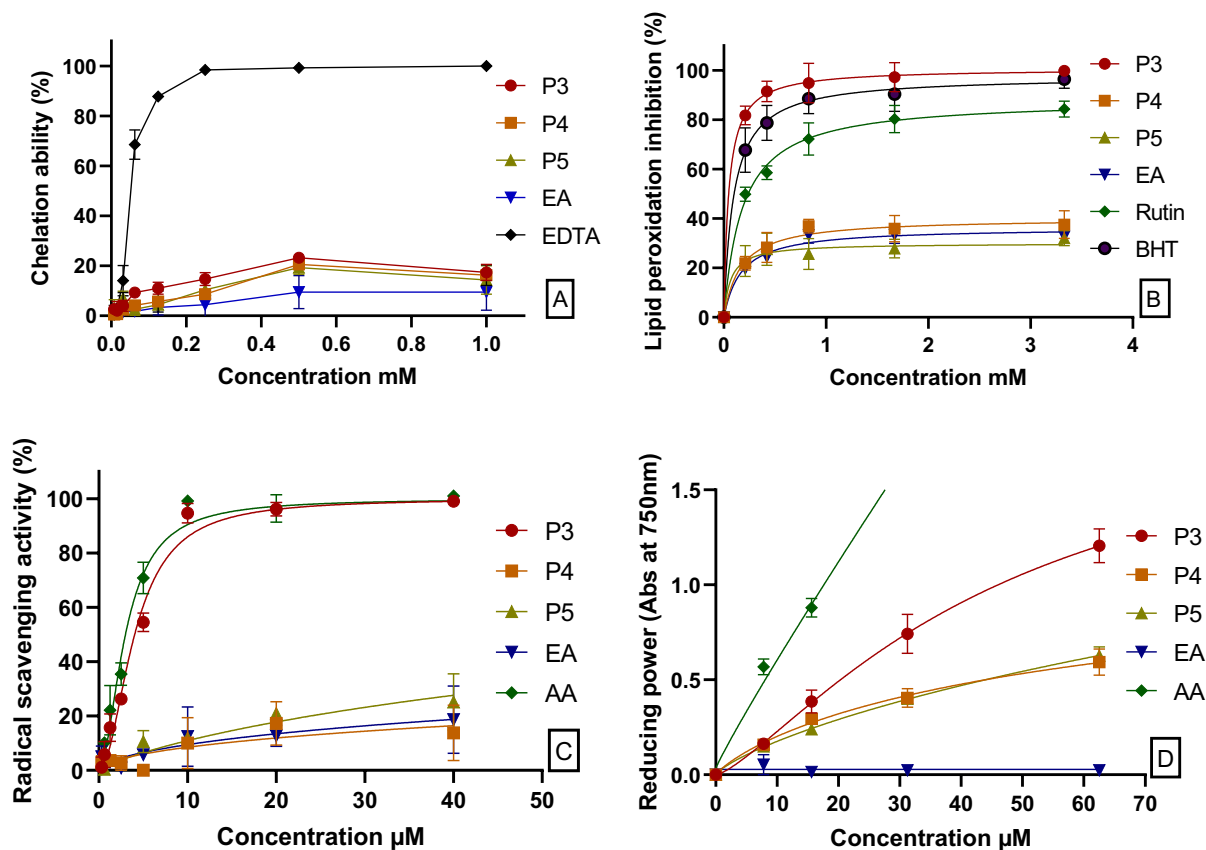 Chelation ability (%)
100
80
60
40
20
0
0.0 0.2 0.4 0.6 0.8 1.0
Concentration mM
P3
P4
P5
EA
EDTA
A
Lipid peroxidation inhibition (%)
100
80
60
40
20
0
0 1 2 3 4
Concentration mM
P3
P4
P5
EA
Rutin
BHT
B
Radical scavenging activity (%)
100
80
60
40
20
0
0 10 20 30 40 50
Concentration µM
P3
P4
P5
EA
AA
C
Reducing power (Abs at 750nm)
1.5
1.0
0.5
0.0
0 10 20 30 40 50 60 70
Concentration µM
P3
P4
P5
EA
AA
D